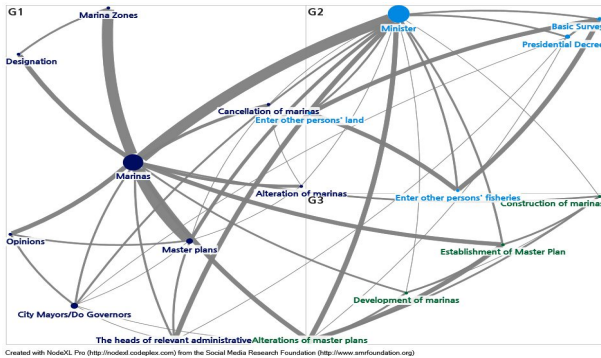 G1
G2
Marina Zones
Minister
Basic Survey
Presidential Decree
Designation
Cancellation of marinas
Enter other persons' land
Marinas
Alteration of marinas
Enter other persons' fisheries
G3
Construction of marinas
Opinions
Master plans
Establishment of Master Plan
Development of marinas
City Mayors/Do Governors
The heads of relevant administrative
Alterations of master plans
Created with NodeXL Pro (http://nodexl.codeplex.com) from the Social Media Research Foundation (http://www.smrfoundation.org)